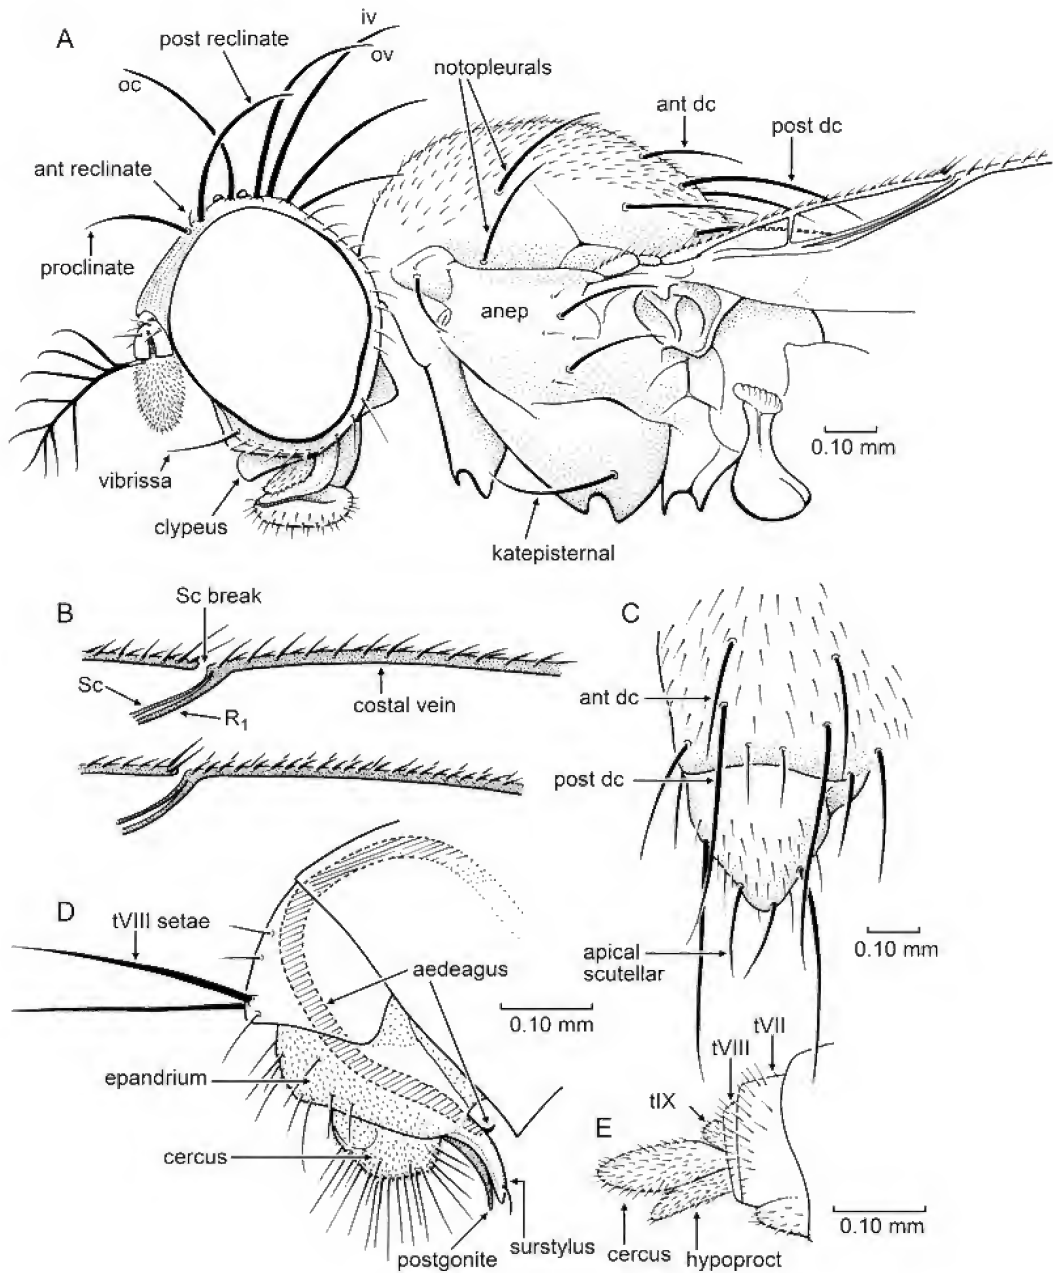 A
iv
post reclinate
ov
oc
notopleurals
ant dc
post dc
ant reclinate
proclinate
anep
0.10 mm
vibrissa
clypeus
katepisternal
B
Sc break
C
Sc
R1
costal vein
ant dc
post dc
D
tVIII setae
aedeagus
0.10 mm
apical
scutellar
0.10 mm
tVII
tVIII
epandrium
tIX
E
cercus
postgonite
surstylus
cercus
hypoproct
0.10 mm